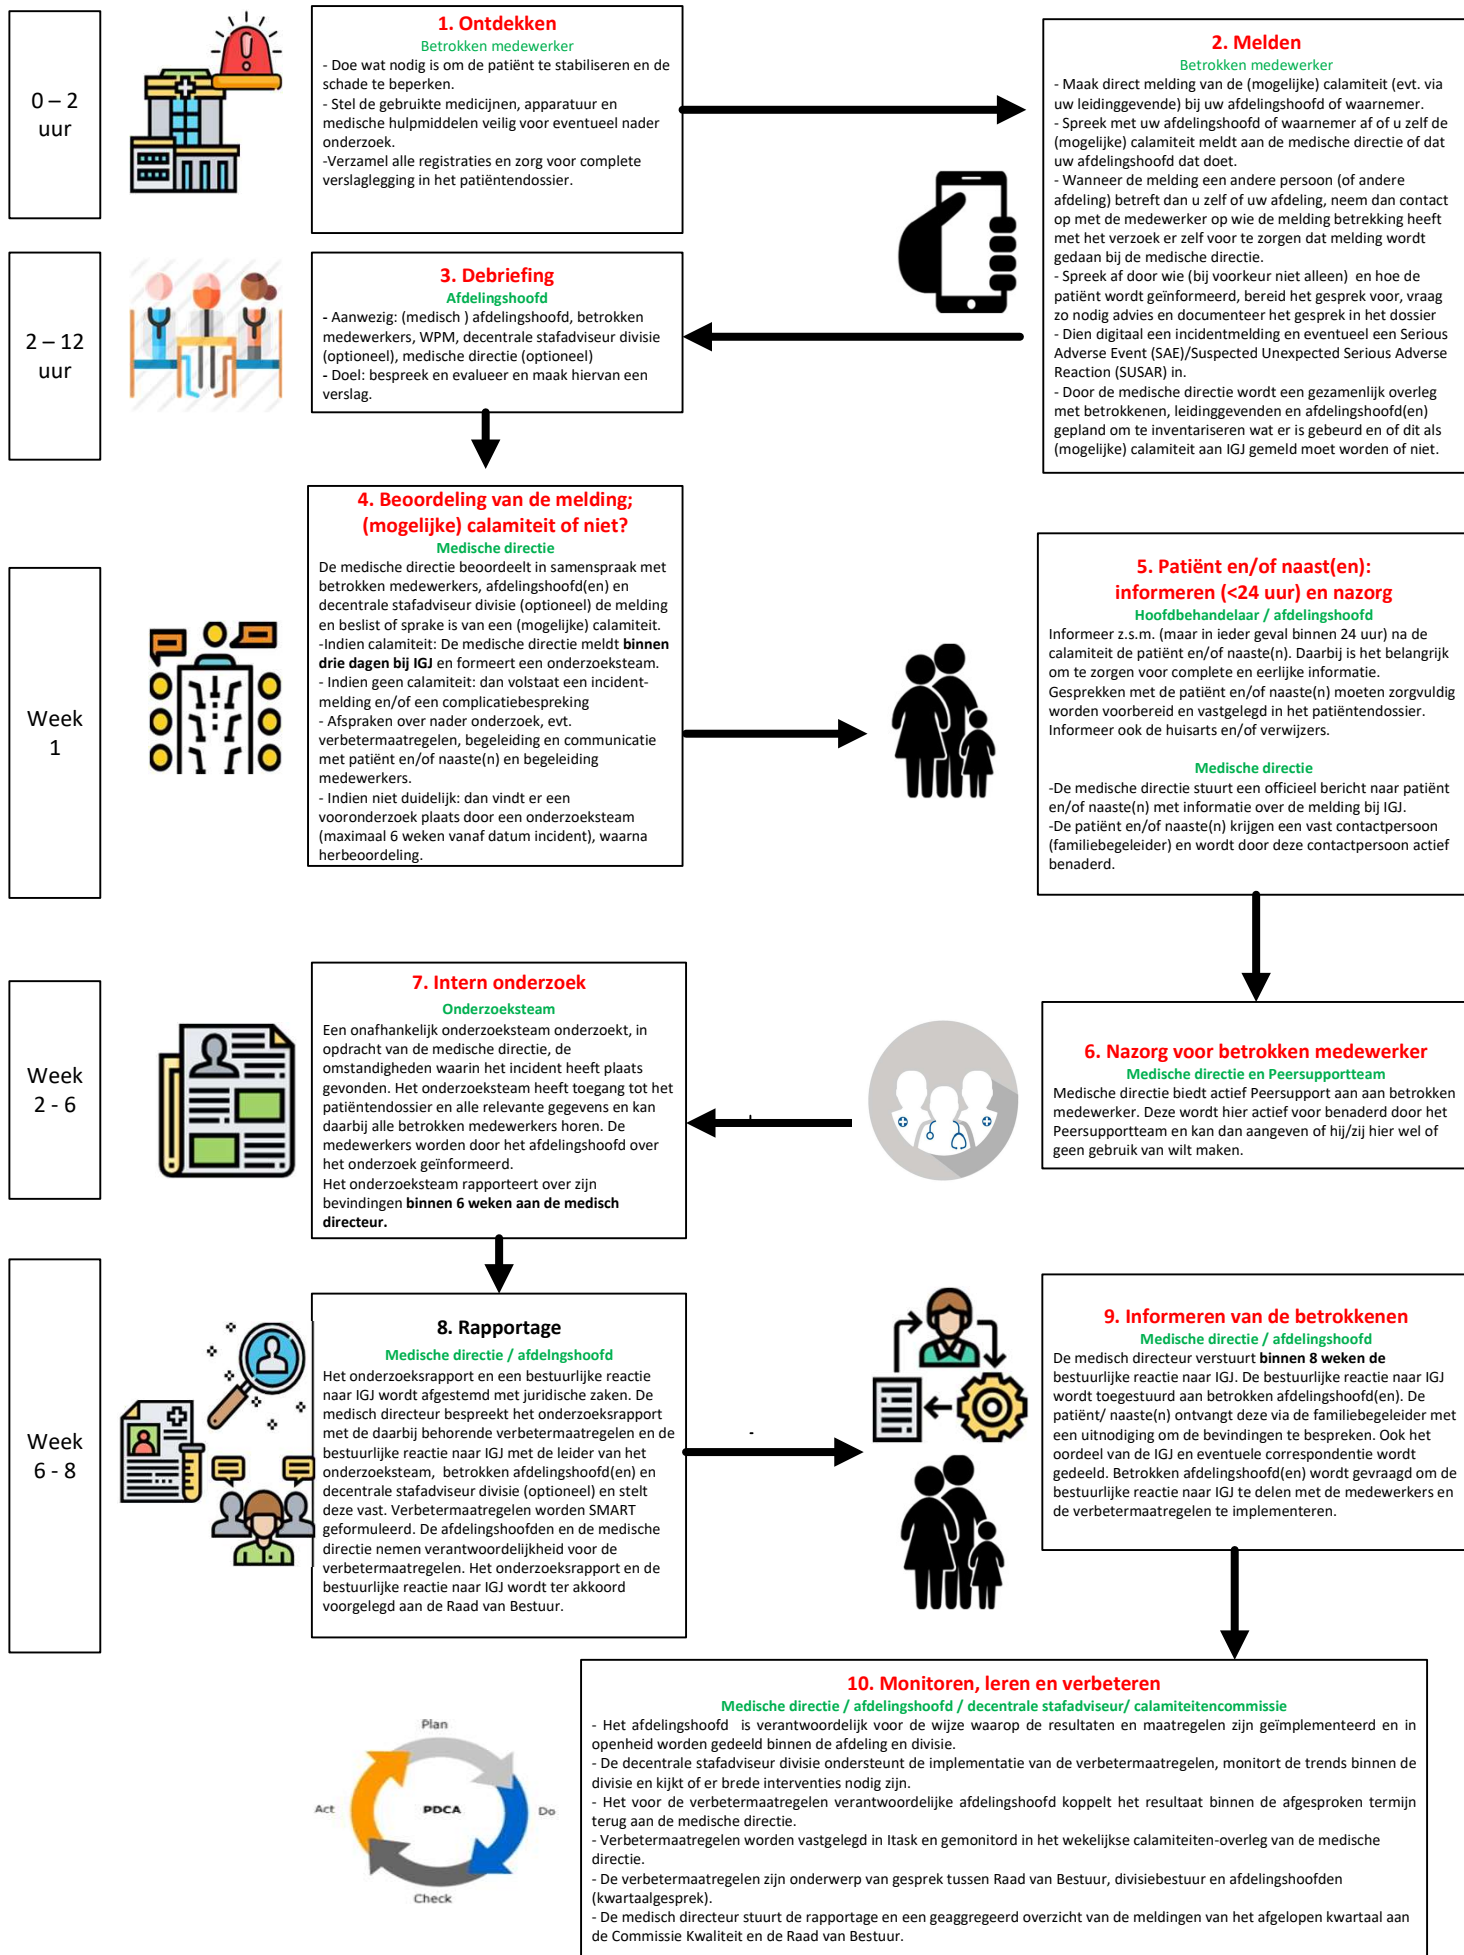 0 – 2
uur
1. Ontdekken
Betrokken medewerker
- Doe wat nodig is om de patiënt te stabiliseren en de
schade te beperken.
- Stel de gebruikte medicijnen, apparatuur en
medische hulpmiddelen veilig voor eventueel nader
onderzoek.
-Verzamel alle registraties en zorg voor complete
verslaglegging in het patiëntendossier.
2. Melden
Betrokken medewerker
- Maak direct melding van de (mogelijke) calamiteit (evt. via
uw leidinggevende) bij uw afdelingshoofd of waarnemer.
- Spreek met uw afdelingshoofd of waarnemer af of u zelf de
(mogelijke) calamiteit meldt aan de medische directie of dat
uw afdelingshoofd dat doet.
- Wanneer de melding een andere persoon (of andere
afdeling) betreft dan u zelf of uw afdeling, neem dan contact
op met de medewerker op wie de melding betrekking heeft
met het verzoek er zelf voor te zorgen dat melding wordt
gedaan bij de medische directie.
- Spreek af door wie (bij voorkeur niet alleen)  en hoe de
patiënt wordt geïnformeerd, bereid het gesprek voor, vraag
zo nodig advies en documenteer het gesprek in het dossier
- Dien digitaal een incidentmelding en eventueel een Serious
Adverse Event (SAE)/Suspected Unexpected Serious Adverse
Reaction (SUSAR) in.
- Door de medische directie wordt een gezamenlijk overleg
met betrokkenen, leidinggevenden en afdelingshoofd(en)
gepland om te inventariseren wat er is gebeurd en of dit als
(mogelijke) calamiteit aan IGJ gemeld moet worden of niet.
2 – 12
uur
3. Debriefing
Afdelingshoofd
- Aanwezig: (medisch ) afdelingshoofd, betrokken
medewerkers, WPM, decentrale stafadviseur divisie
(optioneel), medische directie (optioneel)
- Doel: bespreek en evalueer en maak hiervan een
verslag.
Week
1
4. Beoordeling van de melding;
(mogelijke) calamiteit of niet?
Medische directie
De medische directie beoordeelt in samenspraak met
betrokken medewerkers, afdelingshoofd(en) en
decentrale stafadviseur divisie (optioneel) de melding
en beslist of sprake is van een (mogelijke) calamiteit.
-Indien calamiteit: De medische directie meldt binnen
drie dagen bij IGJ en formeert een onderzoeksteam.
- Indien geen calamiteit: dan volstaat een incident-
melding en/of een complicatiebespreking
- Afspraken over nader onderzoek, evt.
verbetermaatregelen, begeleiding en communicatie
met patiënt en/of naaste(n) en begeleiding
medewerkers.
- Indien niet duidelijk: dan vindt er een
vooronderzoek plaats door een onderzoeksteam
(maximaal 6 weken vanaf datum incident), waarna
herbeoordeling.
5. Patiënt en/of naast(en):
informeren (<24 uur) en nazorg
Hoofdbehandelaar / afdelingshoofd
Informeer z.s.m. (maar in ieder geval binnen 24 uur) na de
calamiteit de patiënt en/of naaste(n). Daarbij is het belangrijk
om te zorgen voor complete en eerlijke informatie.
Gesprekken met de patiënt en/of naaste(n) moeten zorgvuldig
worden voorbereid en vastgelegd in het patiëntendossier.
Informeer ook de huisarts en/of verwijzers.
Medische directie
-De medische directie stuurt een officieel bericht naar patiënt
en/of naaste(n) met informatie over de melding bij IGJ.
-De patiënt en/of naaste(n) krijgen een vast contactpersoon
(familiebegeleider) en wordt door deze contactpersoon actief
benaderd.
Week
2 - 6
7. Intern onderzoek
Onderzoeksteam
Een onafhankelijk onderzoeksteam onderzoekt, in
opdracht van de medische directie, de
omstandigheden waarin het incident heeft plaats
gevonden. Het onderzoeksteam heeft toegang tot het
patiëntendossier en alle relevante gegevens en kan
daarbij alle betrokken medewerkers horen. De
medewerkers worden door het afdelingshoofd over
het onderzoek geïnformeerd.
Het onderzoeksteam rapporteert over zijn
bevindingen binnen 6 weken aan de medisch
directeur.
6. Nazorg voor betrokken medewerker
Medische directie en Peersupportteam
Medische directie biedt actief Peersupport aan aan betrokken
medewerker. Deze wordt hier actief voor benaderd door het
Peersupportteam en kan dan aangeven of hij/zij hier wel of
geen gebruik van wilt maken.
Week
6 - 8
8. Rapportage
Medische directie / afdelngshoofd
Het onderzoeksrapport en een bestuurlijke reactie
naar IGJ wordt afgestemd met juridische zaken. De
medisch directeur bespreekt het onderzoeksrapport
met de daarbij behorende verbetermaatregelen en de
bestuurlijke reactie naar IGJ met de leider van het
onderzoeksteam,  betrokken afdelingshoofd(en) en
decentrale stafadviseur divisie (optioneel) en stelt
deze vast. Verbetermaatregelen worden SMART
geformuleerd. De afdelingshoofden en de medische
directie nemen verantwoordelijkheid voor de
verbetermaatregelen. Het onderzoeksrapport en de
bestuurlijke reactie naar IGJ wordt ter akkoord
voorgelegd aan de Raad van Bestuur.
-
9. Informeren van de betrokkenen
Medische directie / afdelingshoofd
De medisch directeur verstuurt binnen 8 weken de
bestuurlijke reactie naar IGJ. De bestuurlijke reactie naar IGJ
wordt toegestuurd aan betrokken afdelingshoofd(en). De
patiënt/ naaste(n) ontvangt deze via de familiebegeleider met
een uitnodiging om de bevindingen te bespreken. Ook het
oordeel van de IGJ en eventuele correspondentie wordt
gedeeld. Betrokken afdelingshoofd(en) wordt gevraagd om de
bestuurlijke reactie naar IGJ te delen met de medewerkers en
de verbetermaatregelen te implementeren.
Plan
Act
PDCA
Do
Check
10. Monitoren, leren en verbeteren
Medische directie / afdelingshoofd / decentrale stafadviseur/ calamiteitencommissie
- Het afdelingshoofd  is verantwoordelijk voor de wijze waarop de resultaten en maatregelen zijn geïmplementeerd en in
openheid worden gedeeld binnen de afdeling en divisie.
- De decentrale stafadviseur divisie ondersteunt de implementatie van de verbetermaatregelen, monitort de trends binnen de
divisie en kijkt of er brede interventies nodig zijn.
- Het voor de verbetermaatregelen verantwoordelijke afdelingshoofd koppelt het resultaat binnen de afgesproken termijn
terug aan de medische directie.
- Verbetermaatregelen worden vastgelegd in Itask en gemonitord in het wekelijkse calamiteiten-overleg van de medische
directie.
- De verbetermaatregelen zijn onderwerp van gesprek tussen Raad van Bestuur, divisiebestuur en afdelingshoofden
(kwartaalgesprek).
- De medisch directeur stuurt de rapportage en een geaggregeerd overzicht van de meldingen van het afgelopen kwartaal aan
de Commissie Kwaliteit en de Raad van Bestuur.